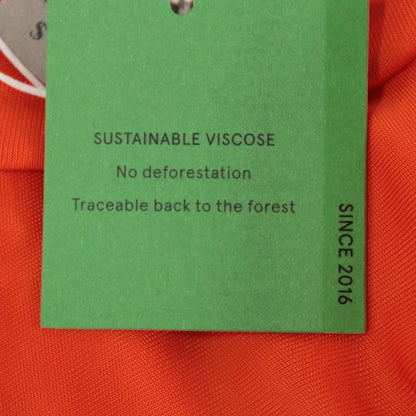 SUSTAINABLE VISCOSE
No deforestation
Traceable back to the forest
SINCE 2016